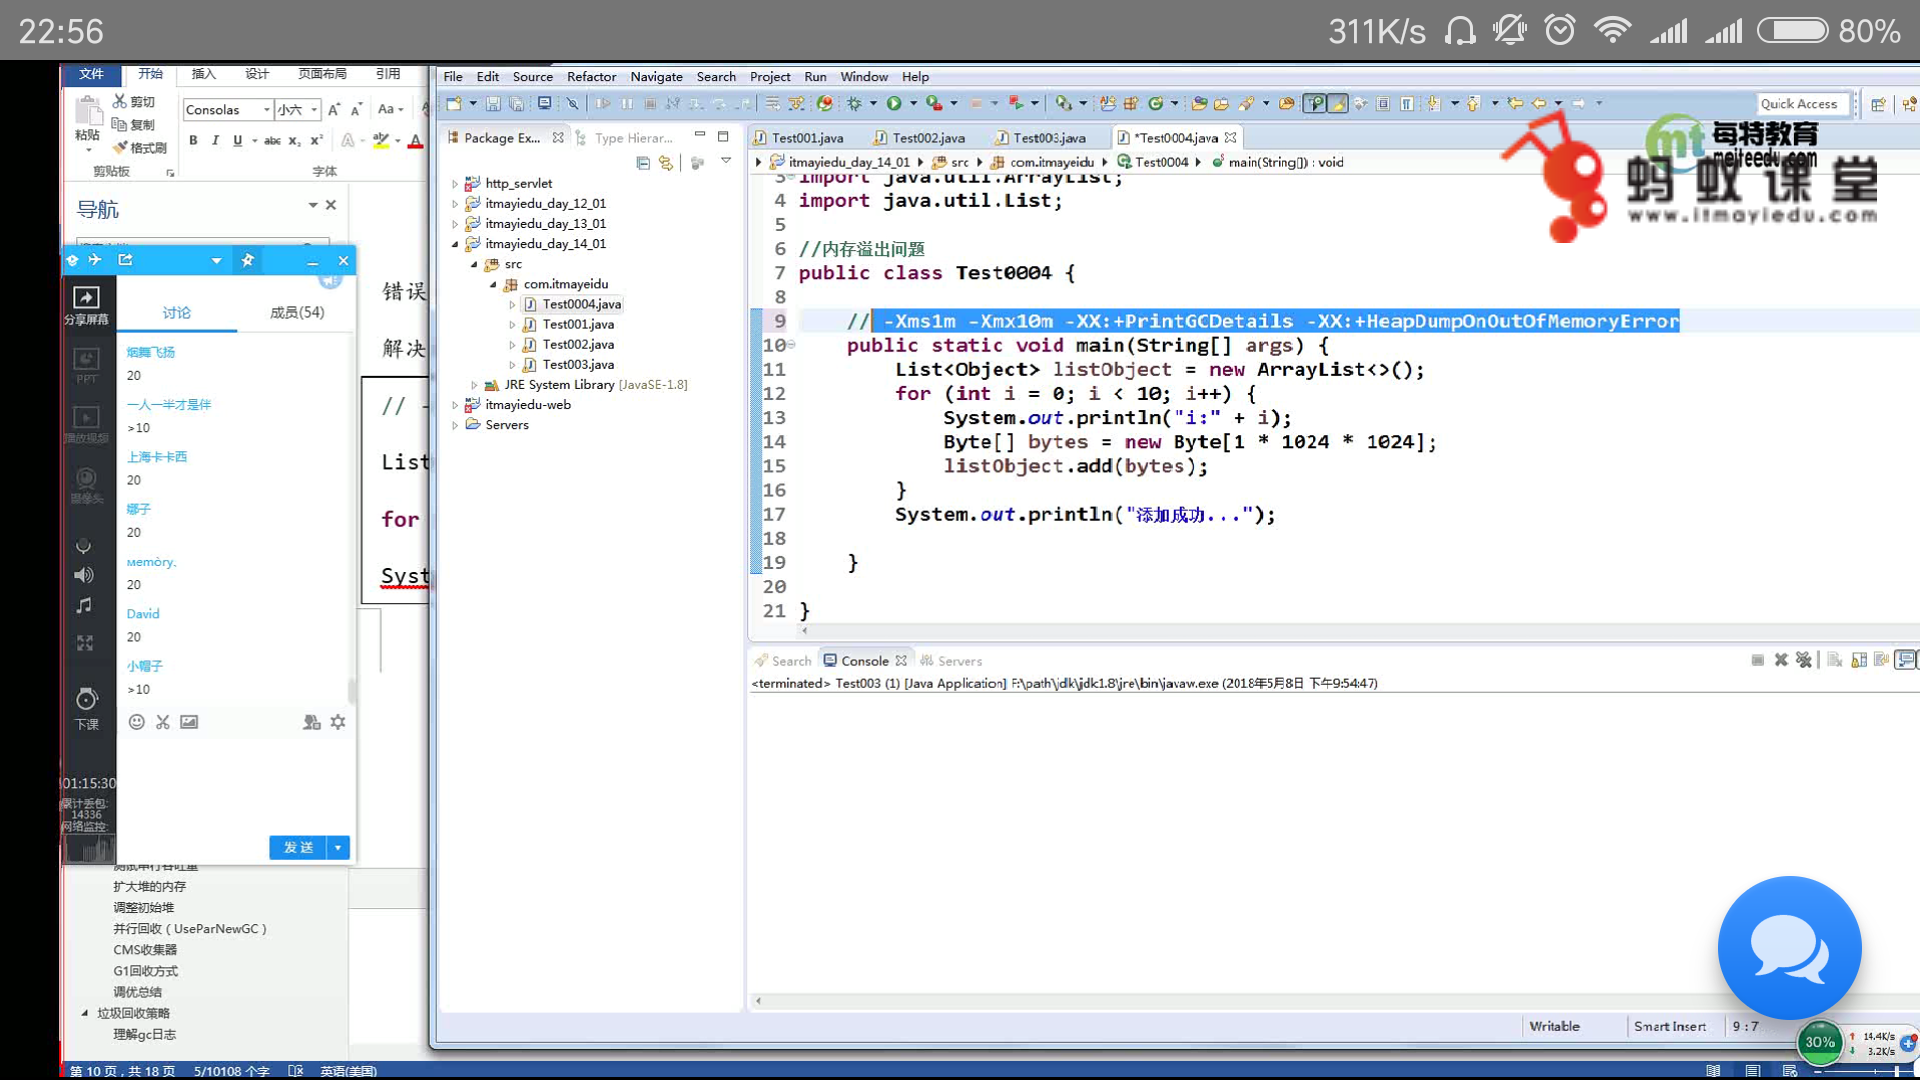 22:56
311K/s
80%
文件 开始 插入 设计 页面布局 引用
粘贴
剪切
复制
格式刷
剪贴板
Consolas 小六
字体
导航
讨论 成员(54)
分享屏幕
PPT
播放视频
摄像头
下课
烟舞飞扬
20
一人一半才是伴
>10
上海卡卡西
20
娜子
20
мemòry、
20
David
20
小帽子
>10
01:15:30
累计丢包:
14336
网络监控:
发送
错误
解决
// -
List
for
Syst
扩大堆的内存
调整初始堆
并行回收 ( UseParNewGC )
CMS收集器
G1回收方式
调优总结
垃圾回收策略
理解gc日志
第 10 页 , 共 18 页 5/10108 个字 英语(美国)
File Edit Source Refactor Navigate Search Project Run Window Help
Quick Access
Package Ex... Type Hierar...
http_servlet
itmayiedu_day_12_01
itmayiedu_day_13_01
itmayiedu_day_14_01
src
com.itmayeidu
Test0004.java
Test001.java
Test002.java
Test003.java
JRE System Library [JavaSE-1.8]
itmayiedu-web
Servers
Test001.java Test002.java Test003.java *Test0004.java
itmayiedu_day_14_01 src com.itmayeidu Test0004 main(String[]) : void
每特教育
meiteedu.com
蚂蚁课堂
www.itmayiedu.com
3 import java.util.ArrayList;
4 import java.util.List;
5
6 //内存溢出问题
7 public class Test0004 {
8
9 // -Xms1m -Xmx10m -XX:+PrintGCDetails -XX:+HeapDumpOnOutOfMemoryError
10 public static void main(String[] args) {
11 List<Object> listObject = new ArrayList<>();
12 for (int i = 0; i < 10; i++) {
13 System.out.println("i:" + i);
14 Byte[] bytes = new Byte[1 * 1024 * 1024];
15 listObject.add(bytes);
16 }
17 System.out.println("添加成功...");
18
19 }
20
21 }
Search Console Servers
<terminated> Test003 (1) [Java Application] F:\path\jdk\jdk1.8\jre\bin\javaw.exe (2018年5月8日 下午9:54:47)
Writable Smart Insert 9 : 7
30%
14.4K/s
3.2K/s